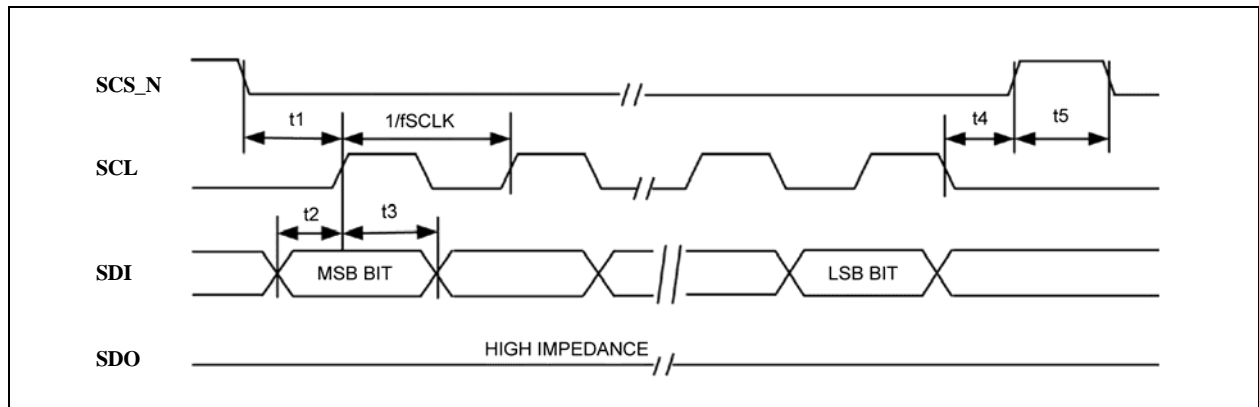 SCS_N
t1
1/fSCLK
t4
t5
SCL
t2
t3
SDI
MSB BIT
LSB BIT
HIGH IMPEDANCE
SDO